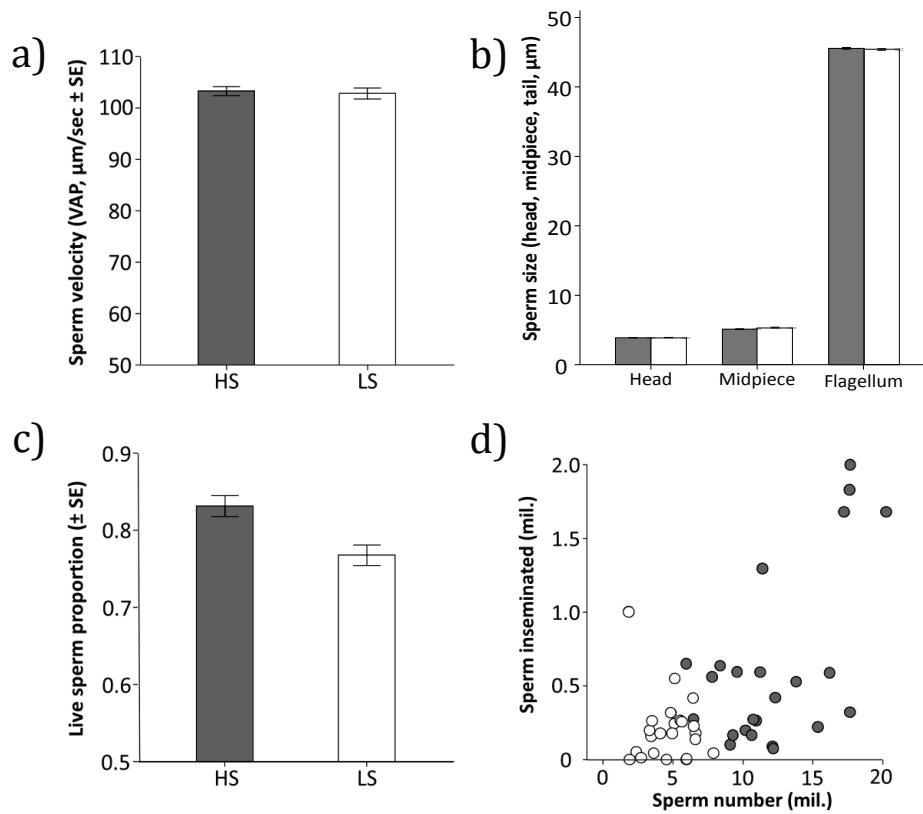 a)
Sperm velocity (VAP, µm/sec ± SE)
110
103
100
90
80
70
60
50
HS
LS
b)
Sperm size (head, midpiece, tail, µm)
50
40
30
20
10
0
Head
Midpiece
Flagellum
c)
Live sperm proportion (± SE)
0.9
0.8
0.7
0.6
0.5
HS
LS
d)
Sperm inseminated (mil.)
2.0
1.5
1.0
0.5
0
0
5
10
15
20
Sperm number (mil.)